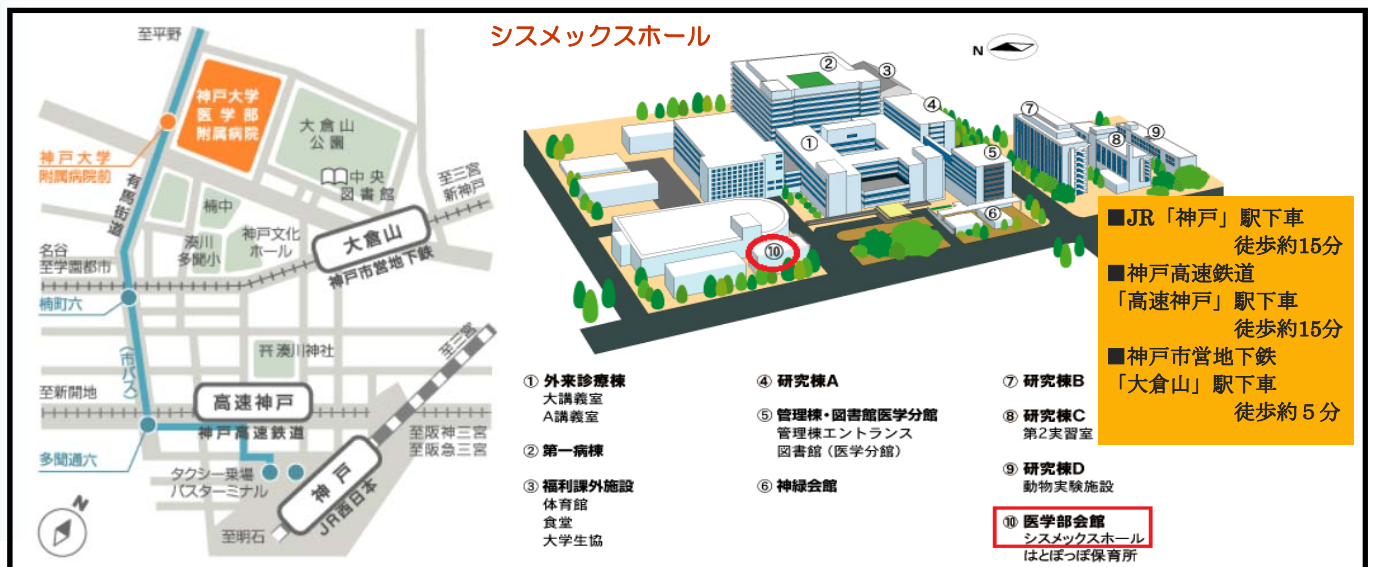 シスメックスホール
至平野
神戸大学
医学部
附属病院
大倉山
公園
神戸大学
附属病院前
中央
図書館
至三宮
新神戸
有馬街道
楠中
湊川
多聞小
神戸文化
ホール
大倉山
神戸市営地下鉄
名谷
至学園都市
楠町六
(市バス)
湊川神社
至三宮
至新開地
高速神戸
神戸高速鉄道
至阪神三宮
至阪急三宮
多聞通六
タクシー乗場
バスターミナル
神戸
JR西日本
至明石
N
N
①
②
③
④
⑤
⑥
⑦
⑧
⑨
⑩
■JR「神戸」駅下車
徒歩約15分
■神戸高速鉄道
「高速神戸」駅下車
徒歩約15分
■神戸市営地下鉄
「大倉山」駅下車
徒歩約5分
① 外来診療棟
大講義室
A講義室
② 第一病棟
③ 福利課外施設
体育館
食堂
大学生協
④ 研究棟A
⑤ 管理棟・図書館医学分館
管理棟エントランス
図書館(医学分館)
⑥ 神緑会館
⑦ 研究棟B
⑧ 研究棟C
第2実習室
⑨ 研究棟D
動物実験施設
⑩ 医学部会館
シスメックスホール
はとぽっぽ保育所